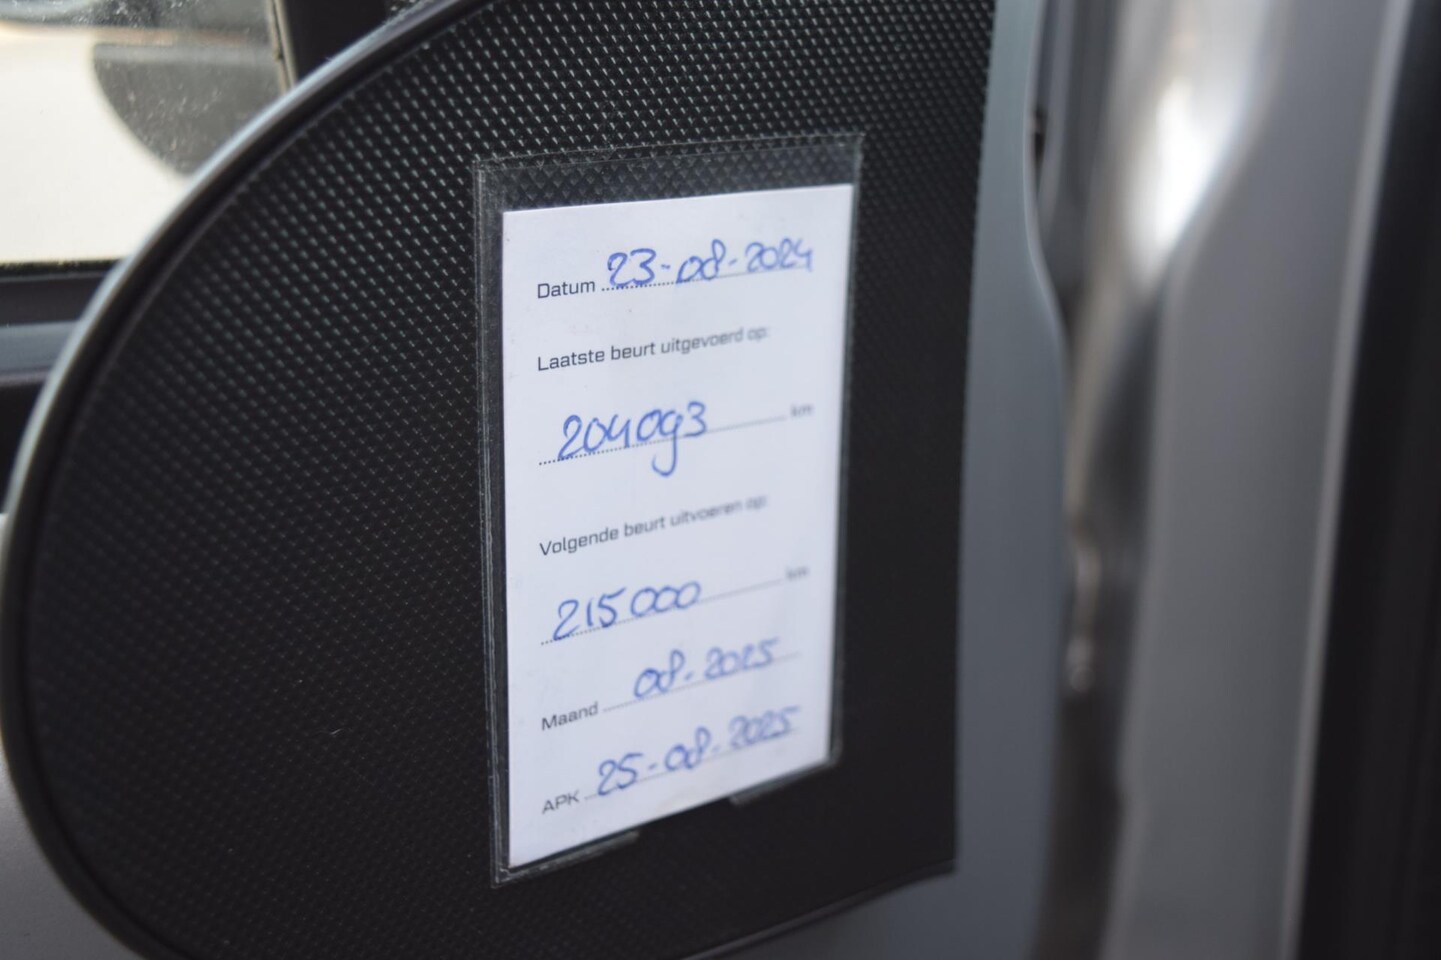 Datum 23-08-2024
Laatste beurt uitgevoerd op:
204093 km
Volgende beurt uitvoeren op:
215000 km
Maand 08-2025
APK 25-08-2025